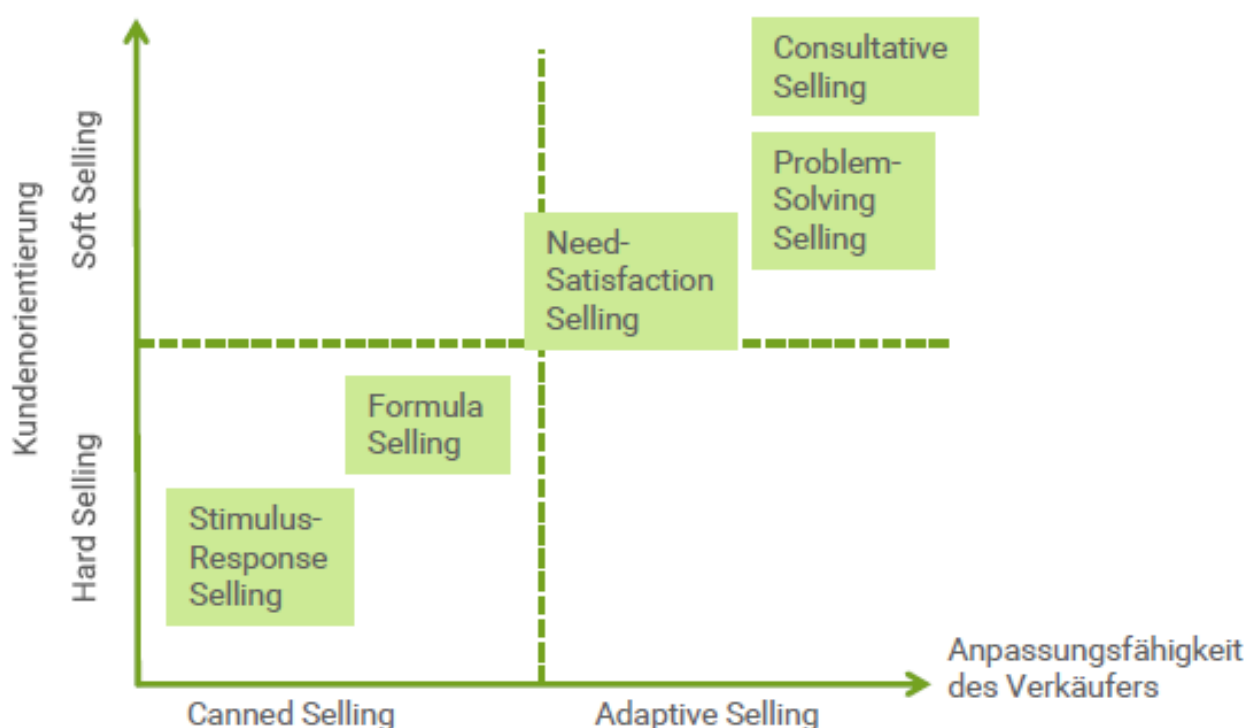 Kundenorientierung
Soft Selling
Hard Selling
Consultative
Selling
Problem-
Solving
Selling
Need-
Satisfaction
Selling
Formula
Selling
Stimulus-
Response
Selling
Anpassungsfähigkeit
des Verkäufers
Canned Selling
Adaptive Selling